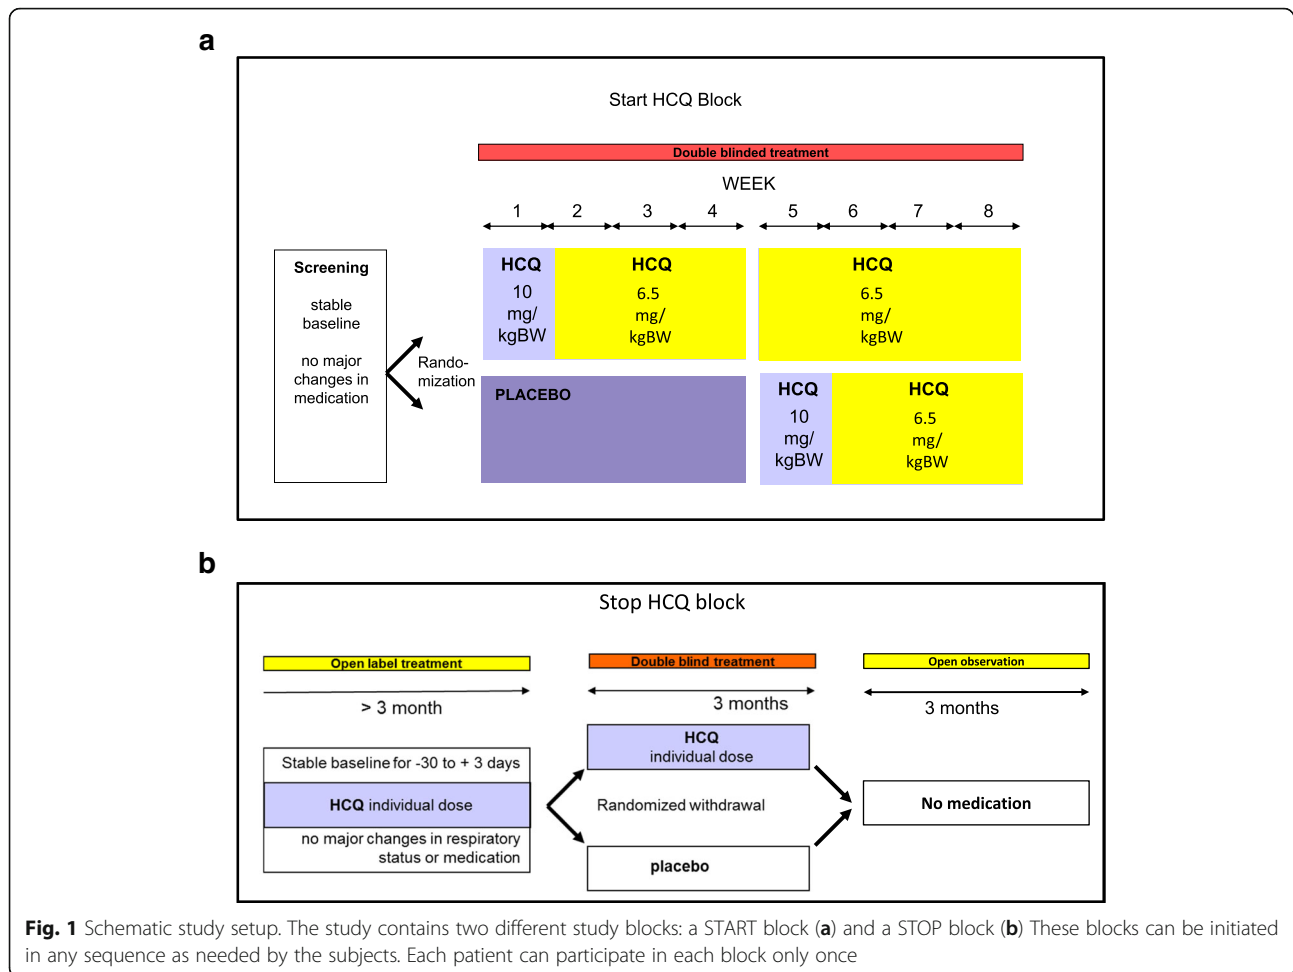 a
Start HCQ Block
Double blinded treatment
WEEK
1 2 3 4 5 6 7 8
Screening
stable
baseline
no major
changes in
medication
Rando-
mization
HCQ
10
mg/
kgBW
HCQ
6.5
mg/
kgBW
HCQ
6.5
mg/
kgBW
PLACEBO
HCQ
10
mg/
kgBW
HCQ
6.5
mg/
kgBW
b
Stop HCQ block
Open label treatment
> 3 month
Stable baseline for -30 to + 3 days
HCQ individual dose
no major changes in respiratory
status or medication
Double blind treatment
3 months
HCQ
individual dose
Randomized withdrawal
placebo
Open observation
3 months
No medication
Fig. 1 Schematic study setup. The study contains two different study blocks: a START block (a) and a STOP block (b) These blocks can be initiated
in any sequence as needed by the subjects. Each patient can participate in each block only once